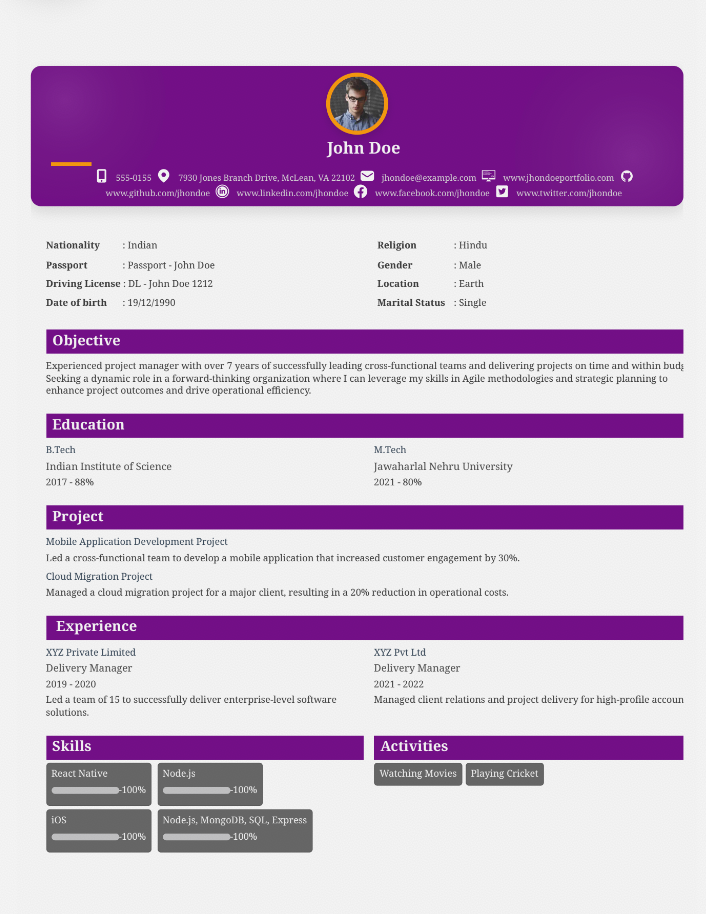 John Doe
555-0155 7930 Jones Branch Drive, McLean, VA 22102 jhondoe@example.com www.jhondoeportfolio.com
www.github.com/jhondoe www.linkedin.com/jhondoe www.facebook.com/jhondoe www.twitter.com/jhondoe
Nationality : Indian
Passport : Passport - John Doe
Driving License : DL - John Doe 1212
Date of birth : 19/12/1990
Religion : Hindu
Gender : Male
Location : Earth
Marital Status : Single
Objective
Experienced project manager with over 7 years of successfully leading cross-functional teams and delivering projects on time and within
Seeking a dynamic role in a forward-thinking organization where I can leverage my skills in Agile methodologies and strategic planning to
enhance project outcomes and drive operational efficiency.
Education
B.Tech
Indian Institute of Science
2017 - 88%
M.Tech
Jawaharlal Nehru University
2021 - 80%
Project
Mobile Application Development Project
Led a cross-functional team to develop a mobile application that increased customer engagement by 30%.
Cloud Migration Project
Managed a cloud migration project for a major client, resulting in a 20% reduction in operational costs.
Experience
XYZ Private Limited
Delivery Manager
2019 - 2020
Led a team of 15 to successfully deliver enterprise-level software
solutions.
XYZ Pvt Ltd
Delivery Manager
2021 - 2022
Managed client relations and project delivery for high-profile accoun
Skills
React Native
-100%
Node.js
-100%
iOS
-100%
Node.js, MongoDB, SQL, Express
-100%
Activities
Watching Movies
Playing Cricket